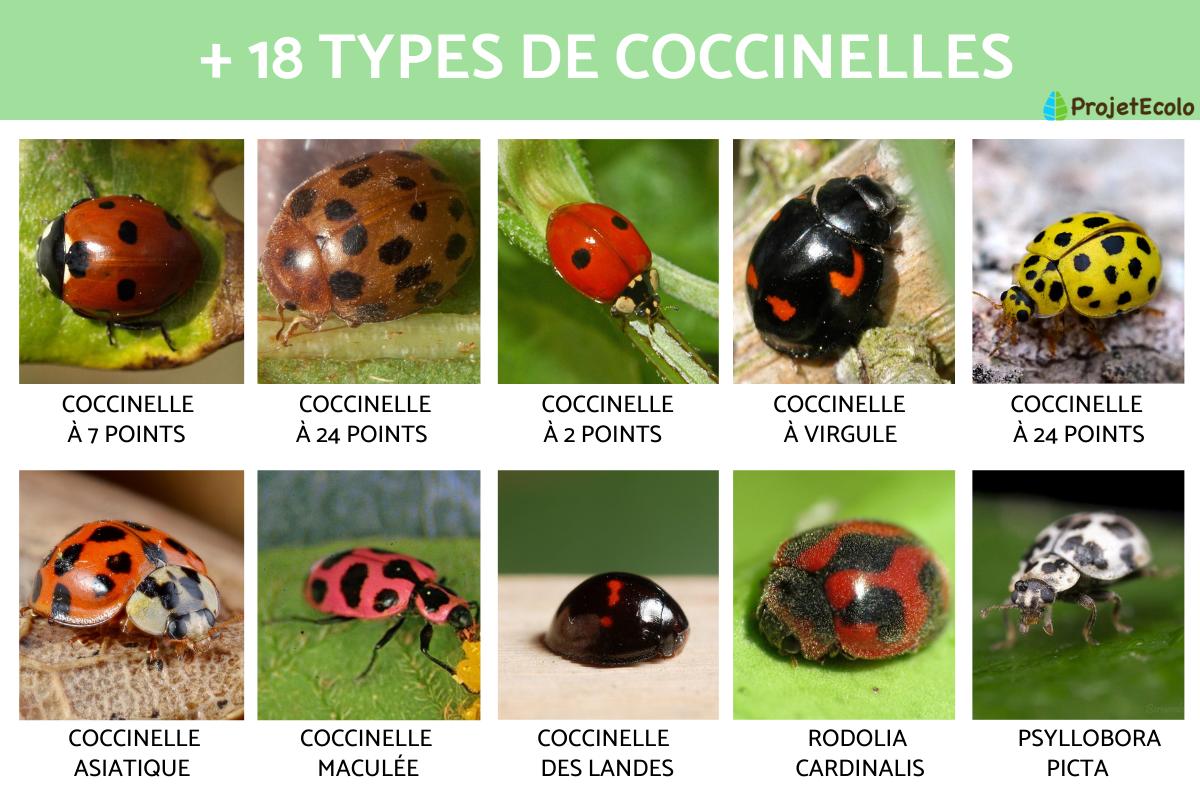 + 18 TYPES DE COCCINELLES
ProjetEcolo
COCCINELLE
À 7 POINTS
COCCINELLE
À 24 POINTS
COCCINELLE
À 2 POINTS
COCCINELLE
À VIRGULE
COCCINELLE
À 24 POINTS
COCCINELLE
ASIATIQUE
COCCINELLE
MACULÉE
COCCINELLE
DES LANDES
RODOLIA
CARDINALIS
PSYLLOBORA
PICTA